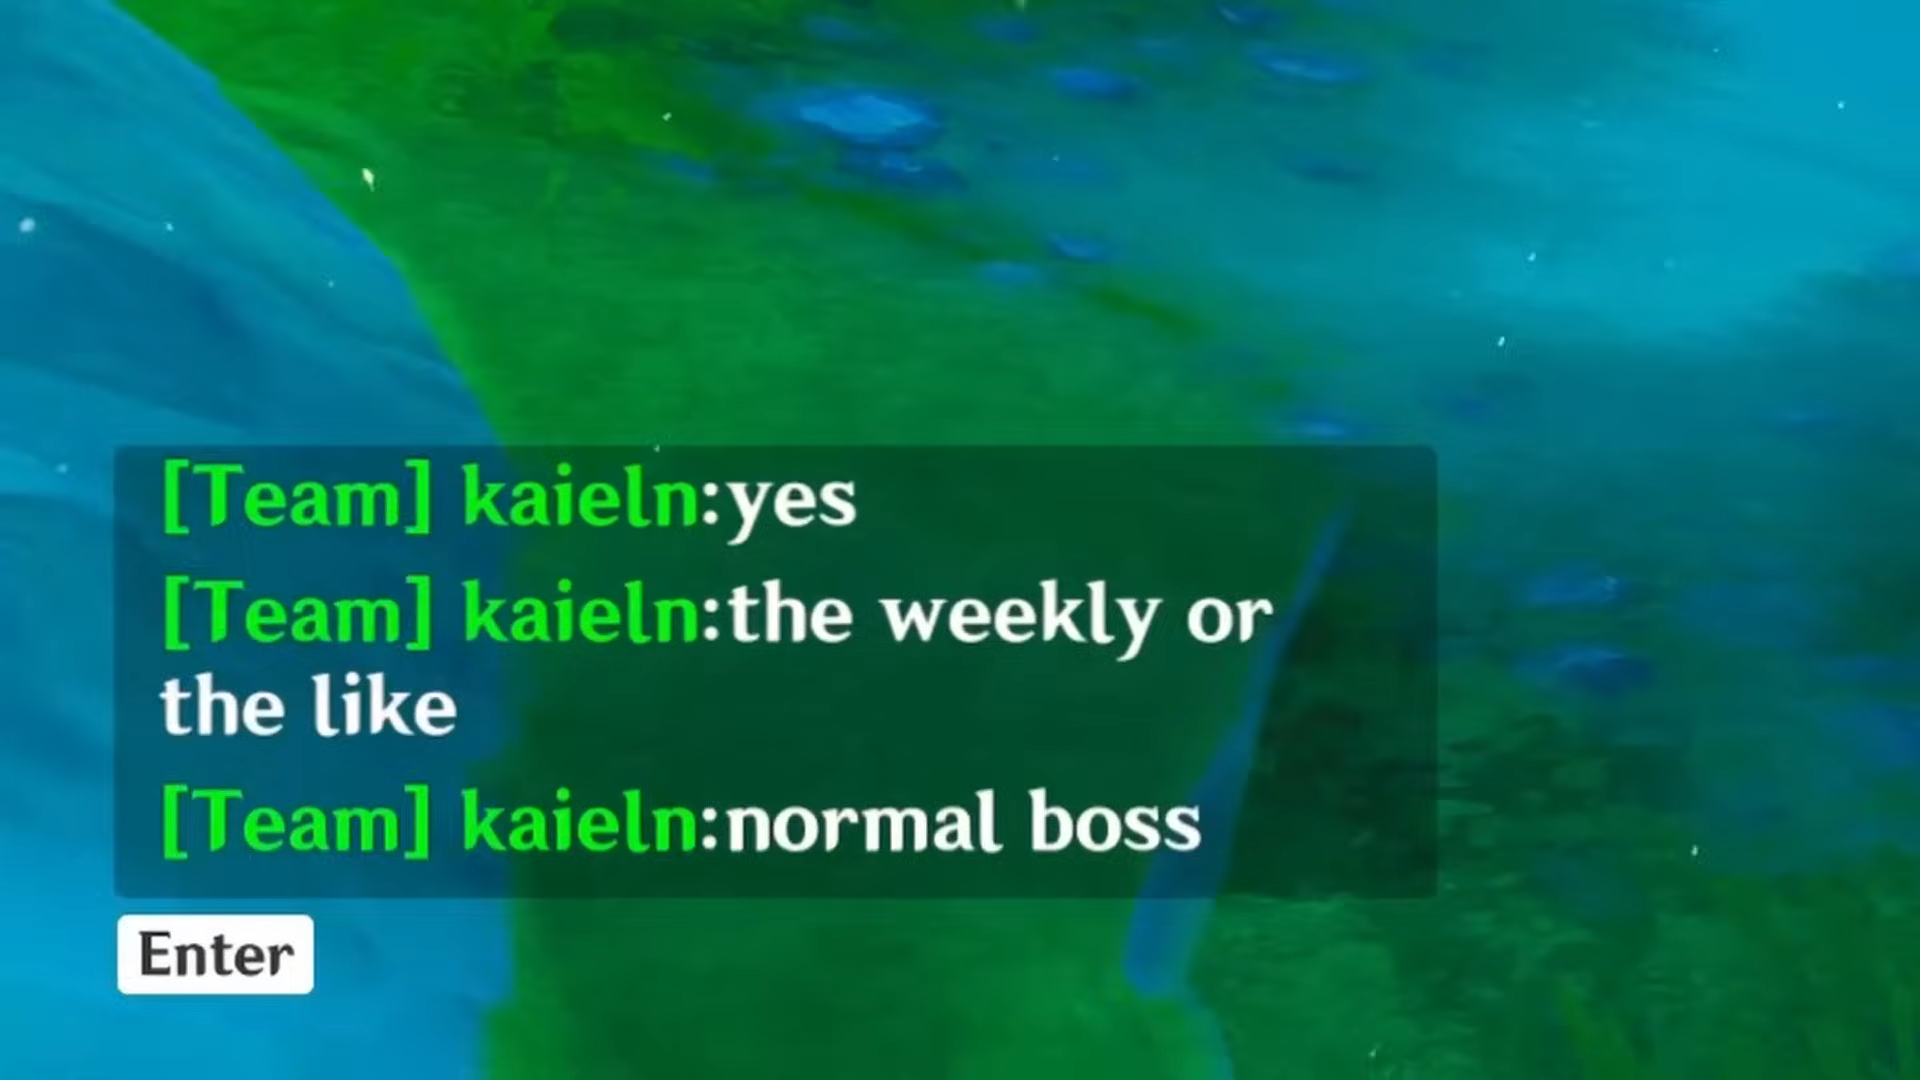 [Team] kaieln:yes
[Team] kaieln:the weekly or
the like
[Team] kaieln:normal boss
Enter